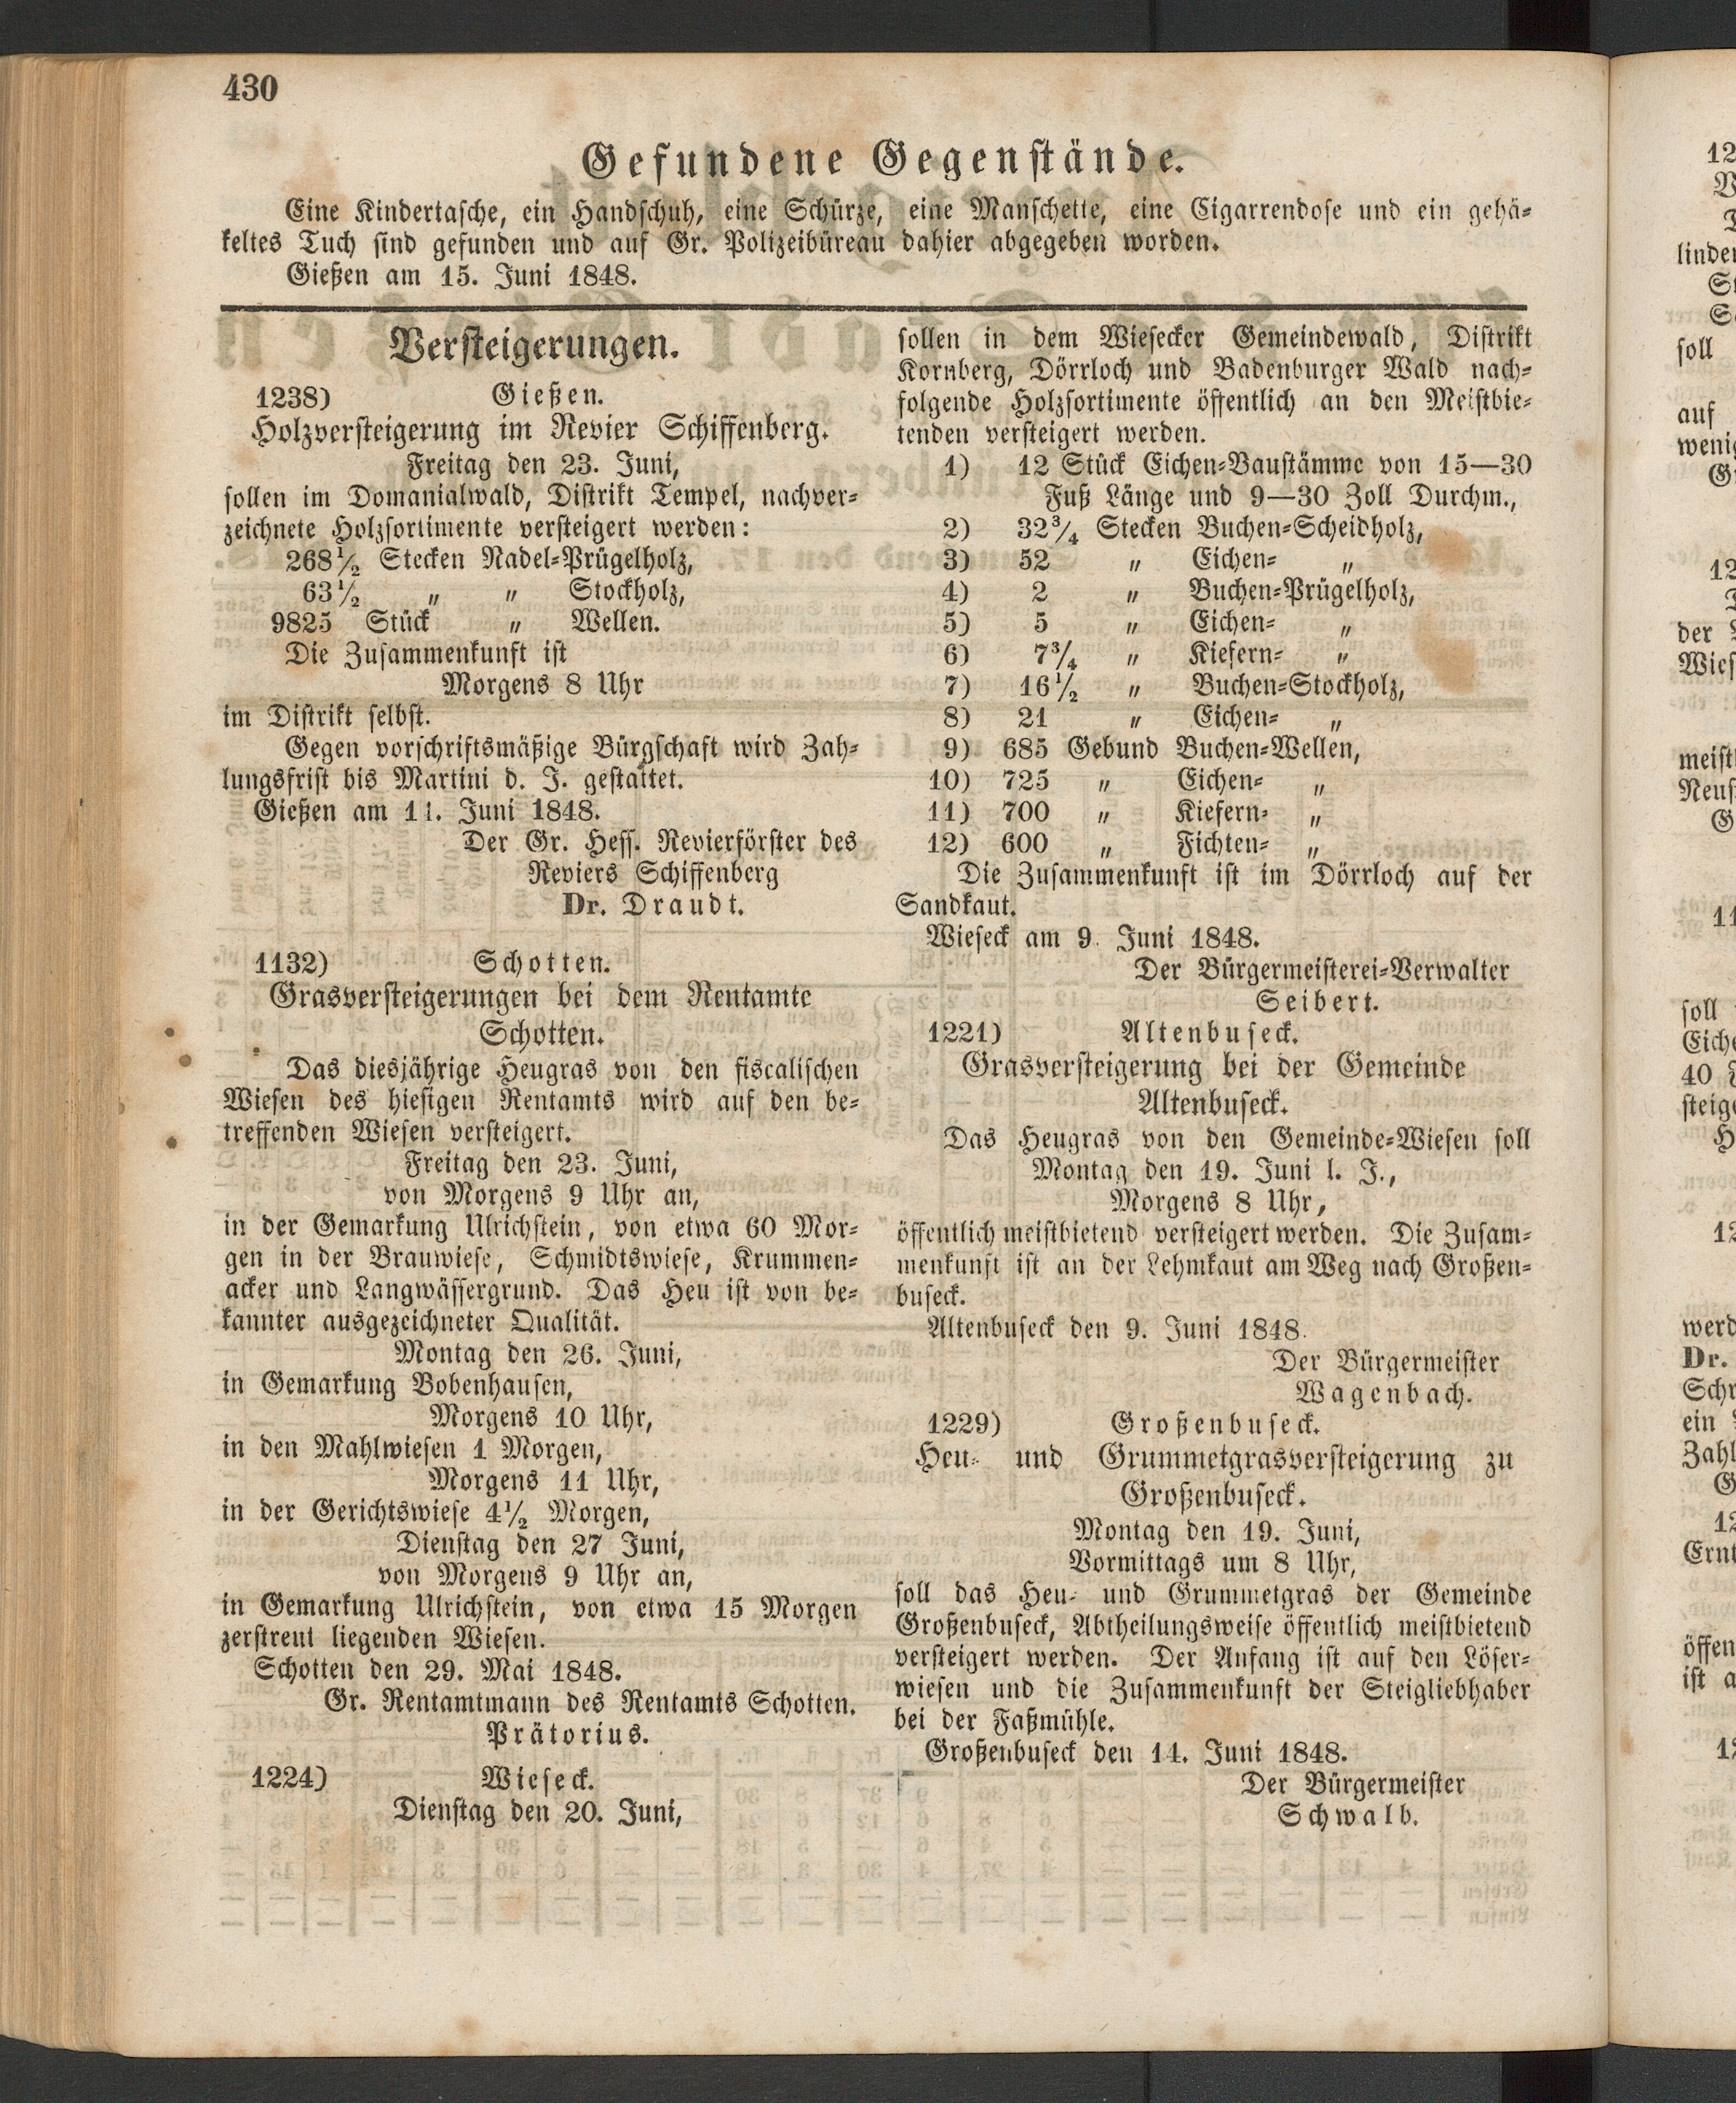 430
Gefundene Gegenstände.
Eine Kindertasche, ein Handschuh, eine Schürze, eine Manschette, eine Cigarrendose und ein gehä-
keltes Tuch sind gefunden und auf Gr. Polizeibüreau dahier abgegeben worden.
Gießen am 15. Juni 1848.
Versteigerungen.
1238) Gießen.
Holzversteigerung im Revier Schiffenberg.
Freitag den 23. Juni,
sollen im Domanialwald, Distrikt Tempel, nachver-
zeichnete Holzsortimente versteigert werden:
268½ Stecken Nadel-Prügelholz,
63½ " " Stockholz,
9825 Stück " Wellen.
Die Zusammenkunft ist
Morgens 8 Uhr
im Distrikt selbst.
Gegen vorschriftsmäßige Bürgschaft wird Zah-
lungsfrist bis Martini d. J. gestattet.
Gießen am 11. Juni 1848.
Der Gr. Hess. Revierförster des
Reviers Schiffenberg
Dr. Draudt.
1132) Schotten.
Grasversteigerungen bei dem Rentamte
Schotten.
Das diesjährige Heugras von den fiscalischen
Wiesen des hiesigen Rentamts wird auf den be-
treffenden Wiesen versteigert.
Freitag den 23. Juni,
von Morgens 9 Uhr an,
in der Gemarkung Ulrichstein, von etwa 60 Mor-
gen in der Brauwiese, Schmidtswiese, Krummen-
acker und Langwässergrund. Das Heu ist von be-
kannter ausgezeichneter Qualität.
Montag den 26. Juni,
in Gemarkung Bobenhausen,
Morgens 10 Uhr,
in den Mahlwiesen 1 Morgen,
Morgens 11 Uhr,
in der Gerichtswiese 4½ Morgen,
Dienstag den 27 Juni,
von Morgens 9 Uhr an,
in Gemarkung Ulrichstein, von etwa 15 Morgen
zerstreut liegenden Wiesen.
Schotten den 29. Mai 1848.
Gr. Rentamtmann des Rentamts Schotten.
Prätorius.
1224) Wieseck.
Dienstag den 20. Juni,
sollen in dem Wiesecker Gemeindewald, Distrikt
Kornberg, Dörrloch und Badenburger Wald nach-
folgende Holzsortimente öffentlich an den Meistbie-
tenden versteigert werden.
1) 12 Stück Eichen-Baustämme von 15—30
Fuß Länge und 9—30 Zoll Durchm.,
2) 32¾ Stecken Buchen-Scheidholz,
3) 52 " Eichen- "
4) 2 " Buchen-Prügelholz,
5) 5 " Eichen- "
6) 7¾ " Kiefern- "
7) 16½ " Buchen-Stockholz,
8) 21 " Eichen- "
9) 685 Gebund Buchen-Wellen,
10) 725 " Eichen- "
11) 700 " Kiefern- "
12) 600 " Fichten- "
Die Zusammenkunft ist im Dörrloch auf der
Sandkaut.
Wieseck am 9. Juni 1848.
Der Bürgermeisterei-Verwalter
Seibert.
1221) Altenbuseck.
Grasversteigerung bei der Gemeinde
Altenbuseck.
Das Heugras von den Gemeinde-Wiesen soll
Montag den 19. Juni l. J.,
Morgens 8 Uhr,
öffentlich meistbietend versteigert werden. Die Zusam-
menkunft ist an der Lehmkaut am Weg nach Großen-
buseck.
Altenbuseck den 9. Juni 1848.
Der Bürgermeister
Wagenbach.
1229) Großenbuseck.
Heu- und Grummetgrasversteigerung zu
Großenbuseck.
Montag den 19. Juni,
Vormittags um 8 Uhr,
soll das Heu- und Grummetgras der Gemeinde
Großenbuseck, Abtheilungsweise öffentlich meistbietend
versteigert werden. Der Anfang ist auf den Löser-
wiesen und die Zusammenkunft der Steigliebhaber
bei der Faßmühle.
Großenbuseck den 14. Juni 1848.
Der Bürgermeister
Schwalb.